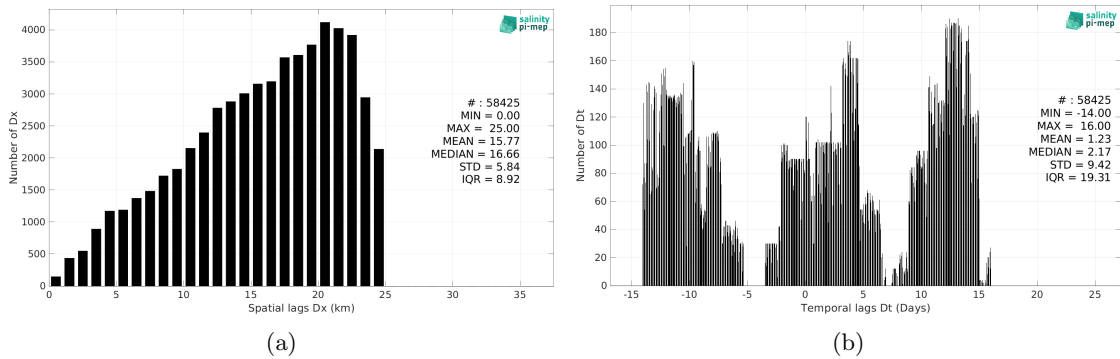 4000
3500
3000
2500
2000
1500
1000
500
0
Number of Dx
0 5 10 15 20 25 30 35
Spatial lags Dx (km)
salinity
pi-mep
# : 58425
MIN = 0.00
MAX = 25.00
MEAN = 15.77
MEDIAN = 16.66
STD = 5.84
IQR = 8.92
(a)
180
160
140
120
100
80
60
40
20
0
Number of Dt
-15 -10 -5 0 5 10 15 20 25
Temporal lags Dt (Days)
salinity
pi-mep
# : 58425
MIN = -14.00
MAX = 16.00
MEAN = 1.23
MEDIAN = 2.17
STD = 9.42
IQR = 19.31
(b)